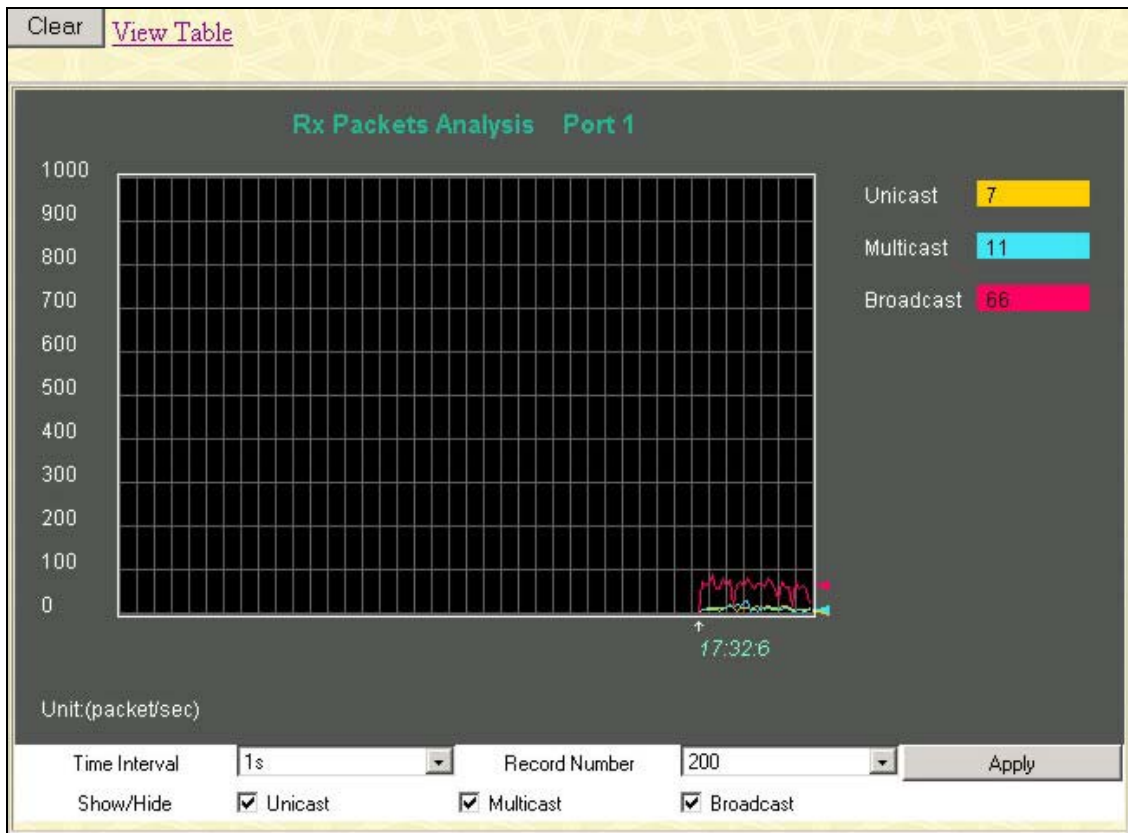 Clear View Table
Rx Packets Analysis Port 1
1000
900
800
700
600
500
400
300
200
100
0
Unicast 7
Multicast 11
Broadcast 66
17:32:6
Unit:(packet/sec)
Time Interval 1s Record Number 200 Apply
Show/Hide Unicast Multicast Broadcast